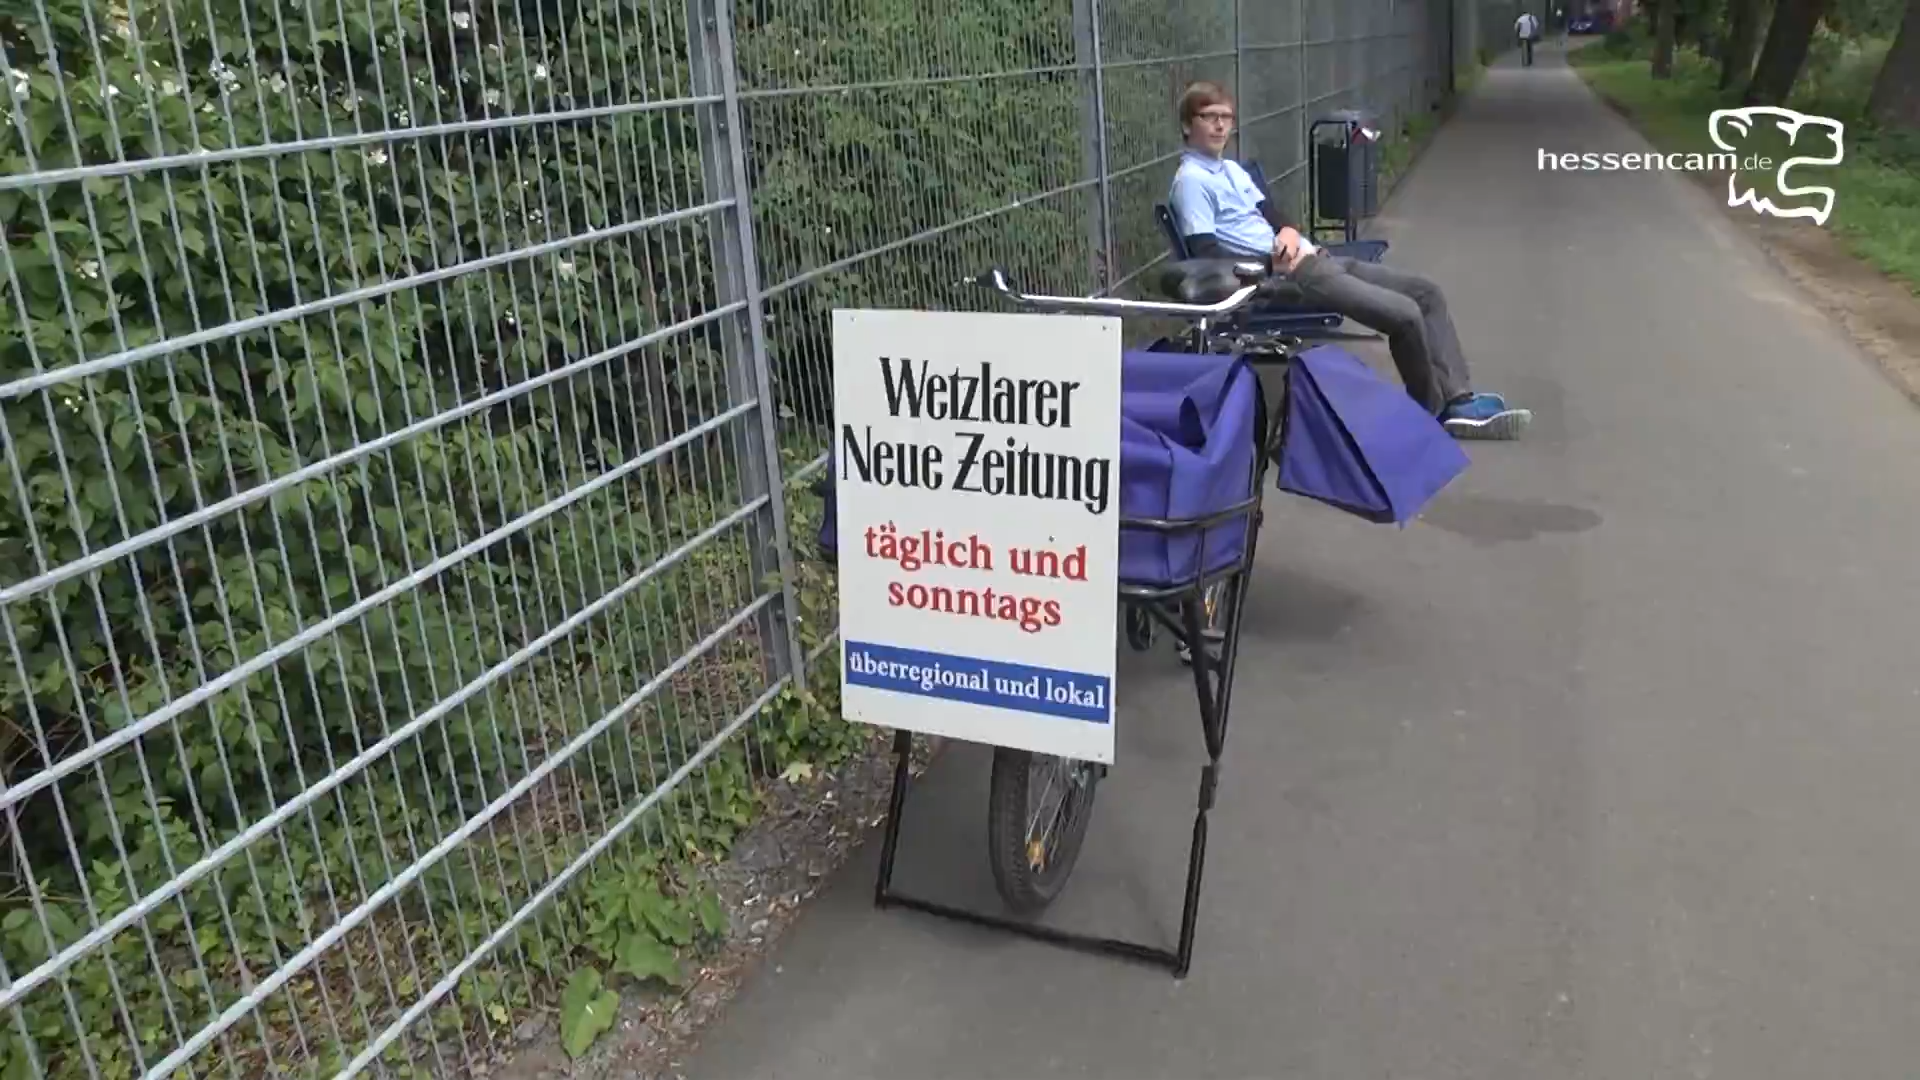 hessencam.de
Wetzlarer
Neue Zeitung
täglich und
sonntags
überregional und lokal